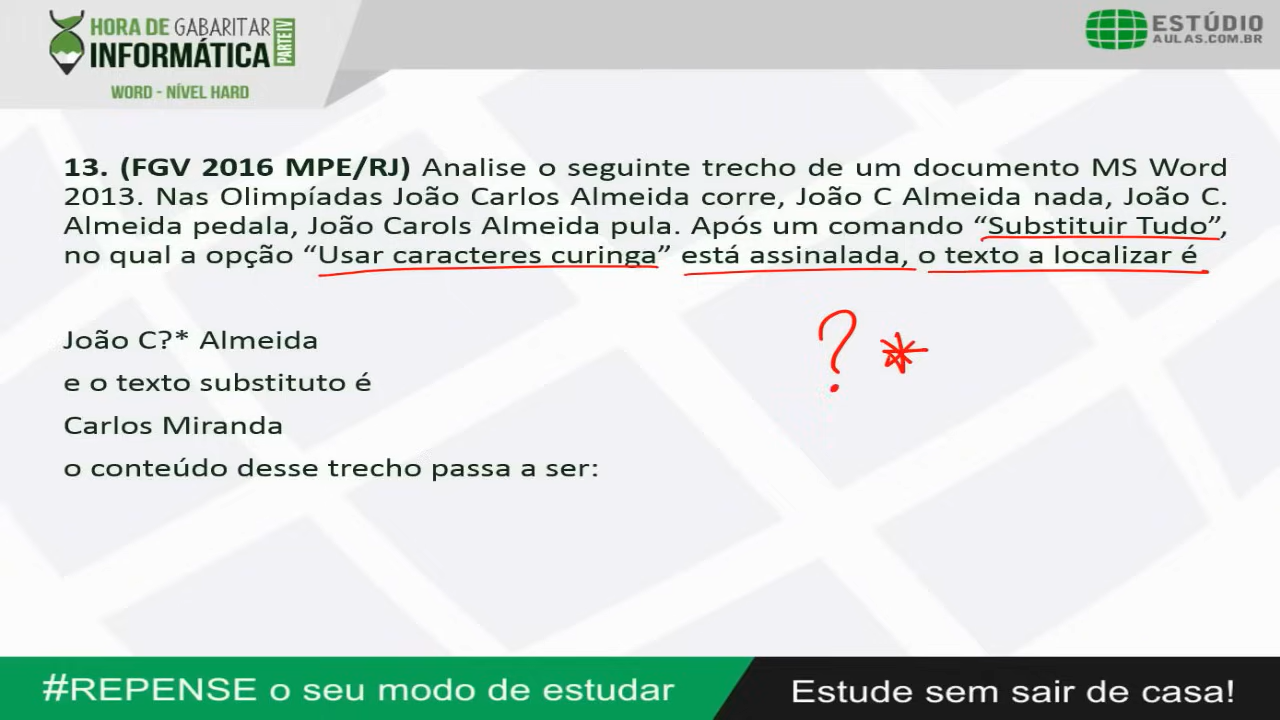 HORA DE GABARITAR
INFORMÁTICA
PARTE IV
WORD - NÍVEL HARD
ESTÚDIO
AULAS.COM.BR
13. (FGV 2016 MPE/RJ) Analise o seguinte trecho de um documento MS Word
2013. Nas Olimpíadas João Carlos Almeida corre, João C Almeida nada, João C.
Almeida pedala, João Carols Almeida pula. Após um comando “Substituir Tudo”,
no qual a opção “Usar caracteres curinga” está assinalada, o texto a localizar é
João C?* Almeida
? *
e o texto substituto é
Carlos Miranda
o conteúdo desse trecho passa a ser:
#REPENSE o seu modo de estudar
Estude sem sair de casa!